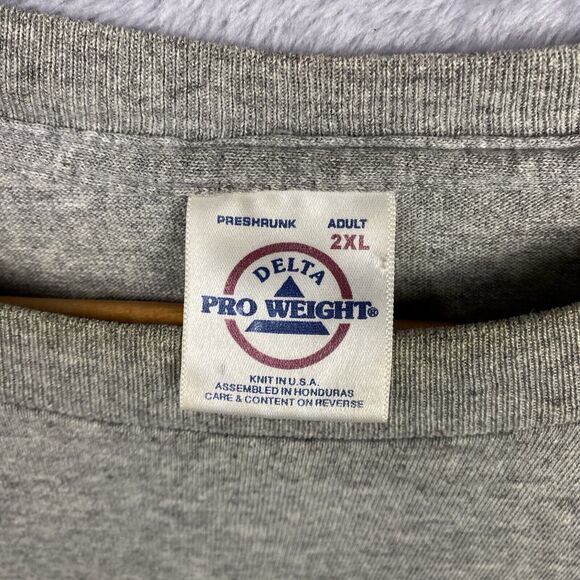 PRESHRUNK ADULT
2XL
DELTA
PRO WEIGHT®
KNIT IN U.S.A.
ASSEMBLED IN HONDURAS
CARE & CONTENT ON REVERSE